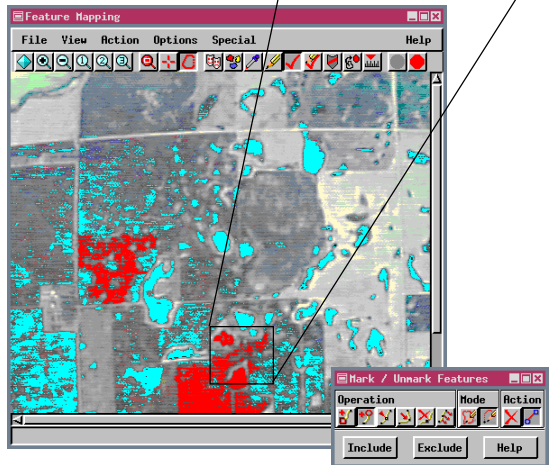 Feature Mapping
File View Action Options Special Help
Mark / Unmark Features
Operation Mode Action
Include Exclude Help